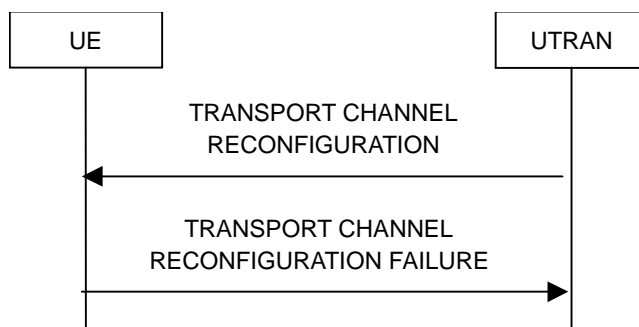 UE
UTRAN
TRANSPORT CHANNEL
RECONFIGURATION
TRANSPORT CHANNEL
RECONFIGURATION FAILURE